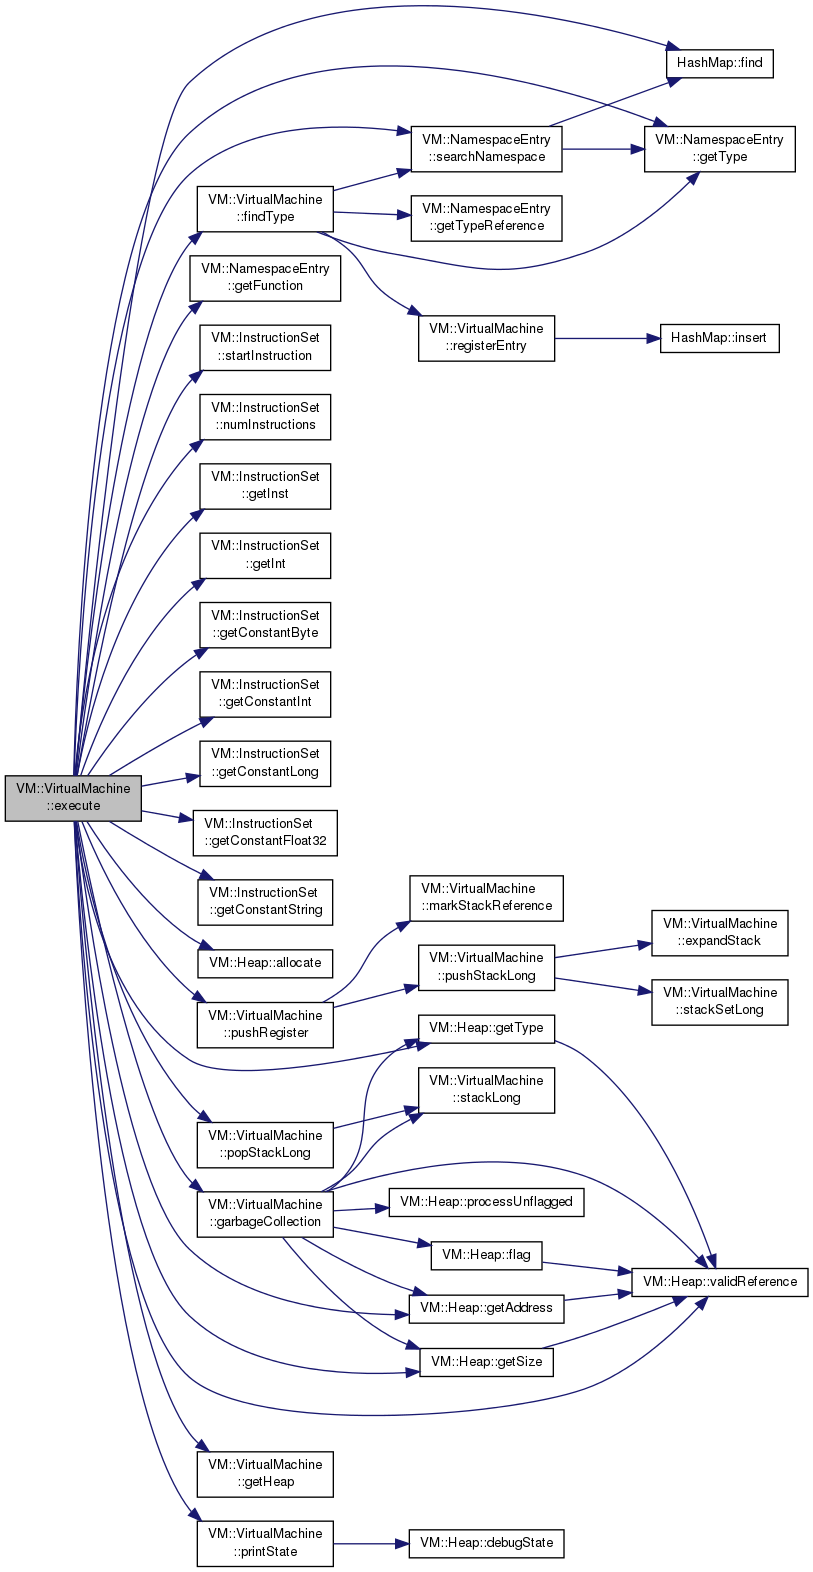 HashMap::find
VM::NamespaceEntry
::searchNamespace
VM::NamespaceEntry
::getType
VM::VirtualMachine
::findType
VM::NamespaceEntry
::getTypeReference
VM::NamespaceEntry
::getFunction
VM::VirtualMachine
::registerEntry
HashMap::insert
VM::InstructionSet
::startInstruction
VM::InstructionSet
::numInstructions
VM::InstructionSet
::getInst
VM::InstructionSet
::getInt
VM::InstructionSet
::getConstantByte
VM::InstructionSet
::getConstantInt
VM::InstructionSet
::getConstantLong
VM::VirtualMachine
::execute
VM::InstructionSet
::getConstantFloat32
VM::InstructionSet
::getConstantString
VM::VirtualMachine
::markStackReference
VM::Heap::allocate
VM::VirtualMachine
::pushStackLong
VM::VirtualMachine
::expandStack
VM::VirtualMachine
::stackSetLong
VM::VirtualMachine
::pushRegister
VM::Heap::getType
VM::VirtualMachine
::stackLong
VM::VirtualMachine
::popStackLong
VM::VirtualMachine
::garbageCollection
VM::Heap::processUnflagged
VM::Heap::flag
VM::Heap::validReference
VM::Heap::getAddress
VM::Heap::getSize
VM::VirtualMachine
::getHeap
VM::VirtualMachine
::printState
VM::Heap::debugState